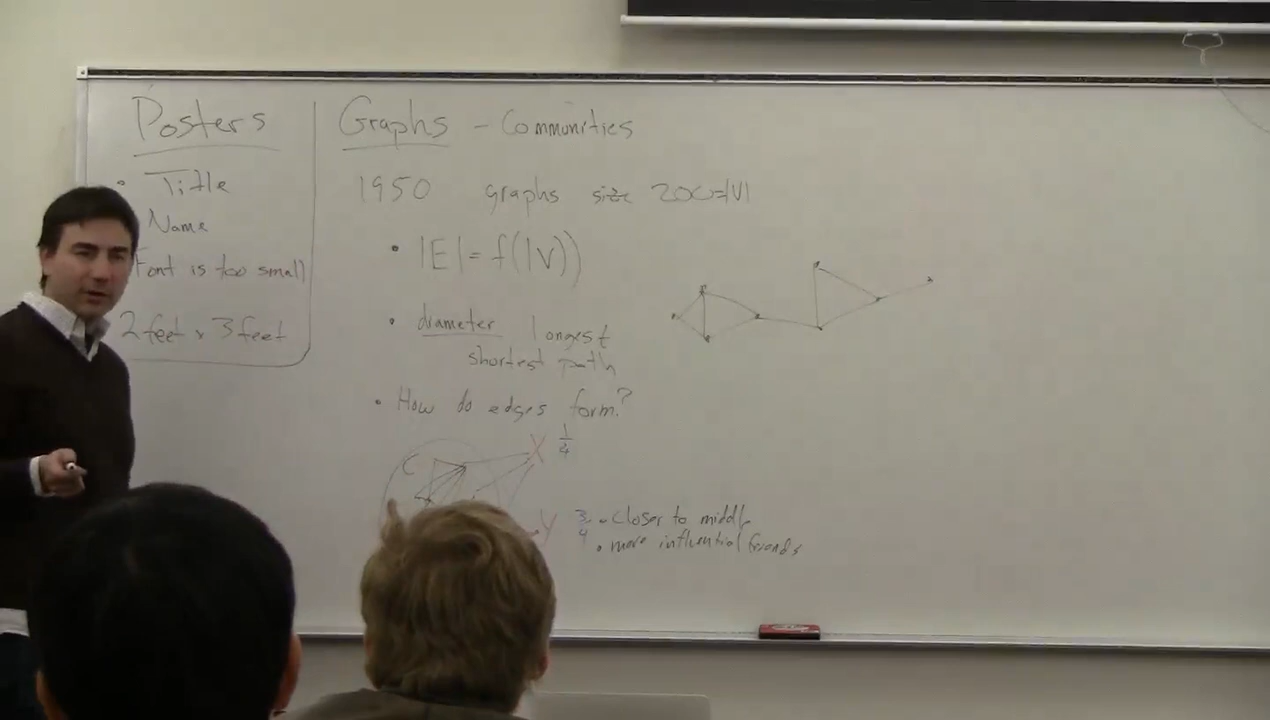 Posters
• Title
Name
Font is too small
2 feet x 3 feet
Graphs - Communities
1950 graphs size 200=|V|
• |E| = f(|V|)
• diameter longest
shortest path
• How do edges form?
C X 1/4
Y 3/4 • closer to middle
• more influential friends